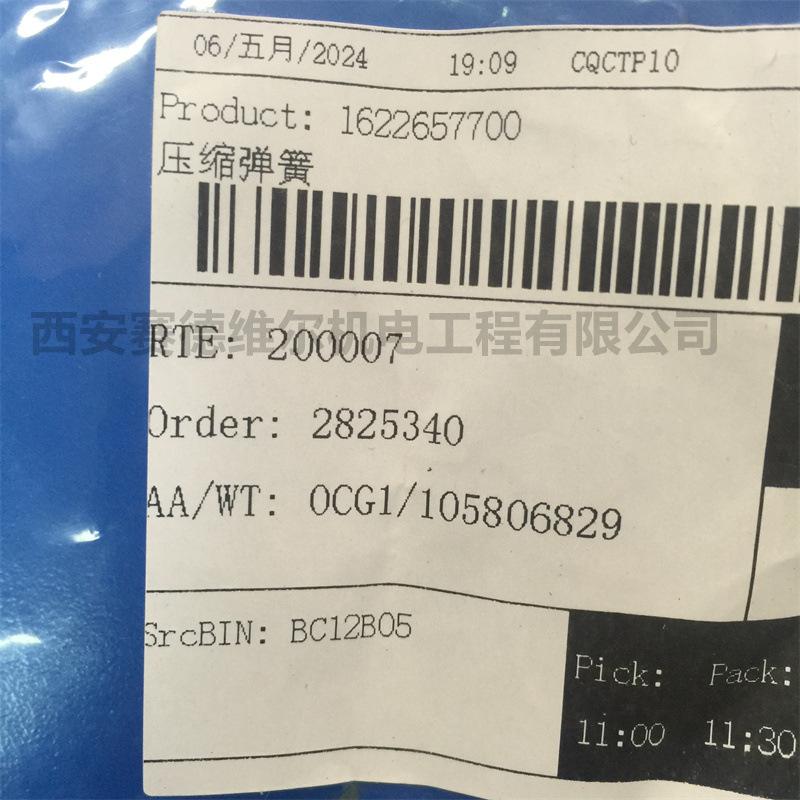 06/五月/2024 19:09 CQCTP10
Product: 1622657700
压缩弹簧
西安赛德维尔机电工程有限公司
RTE: 200007
Order: 2825340
AA/WT: OCG1/105806829
SrcBIN: BC12B05
Pick: Pack:
11:00 11:30